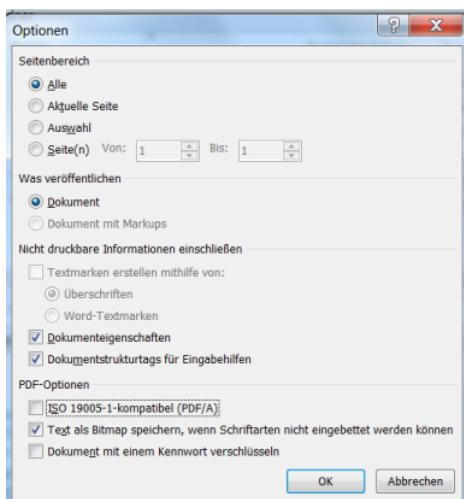 Optionen
Seitenbereich
Alle
Aktuelle Seite
Auswahl
Seite(n) Von: 1 Bis: 1
Was veröffentlichen
Dokument
Dokument mit Markups
Nicht druckbare Informationen einschließen
Textmarken erstellen mithilfe von:
Überschriften
Word-Textmarken
Dokumenteigenschaften
Dokumentstrukturtags für Eingabehilfen
PDF-Optionen
ISO 19005-1-kompatibel (PDF/A)
Text als Bitmap speichern, wenn Schriftarten nicht eingebettet werden können
Dokument mit einem Kennwort verschlüsseln
OK Abbrechen